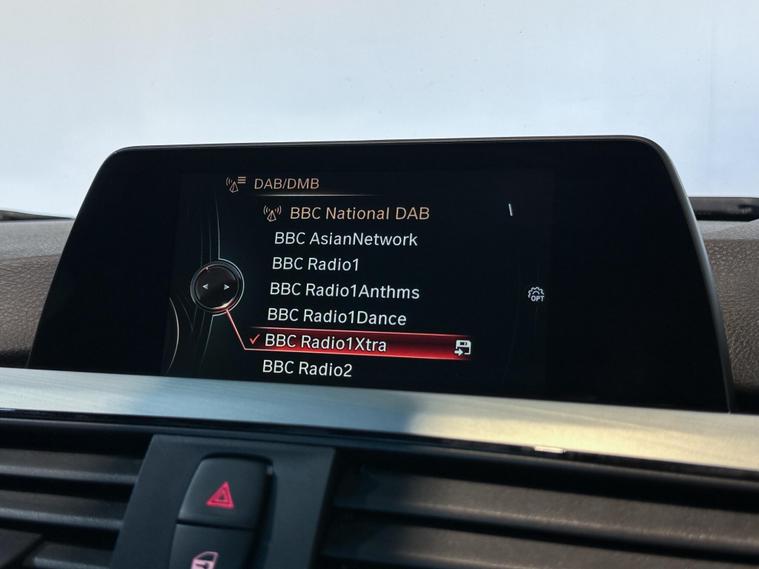 DAB/DMB
BBC National DAB
BBC AsianNetwork
BBC Radio1
BBC Radio1Anthms
OPT
BBC Radio1Dance
BBC Radio1Xtra
BBC Radio2